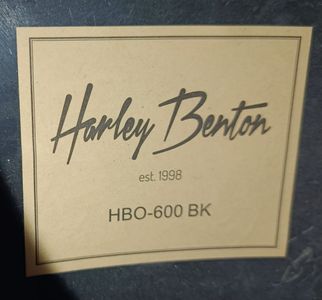 Harley Benton
est. 1998
HBO-600 BK